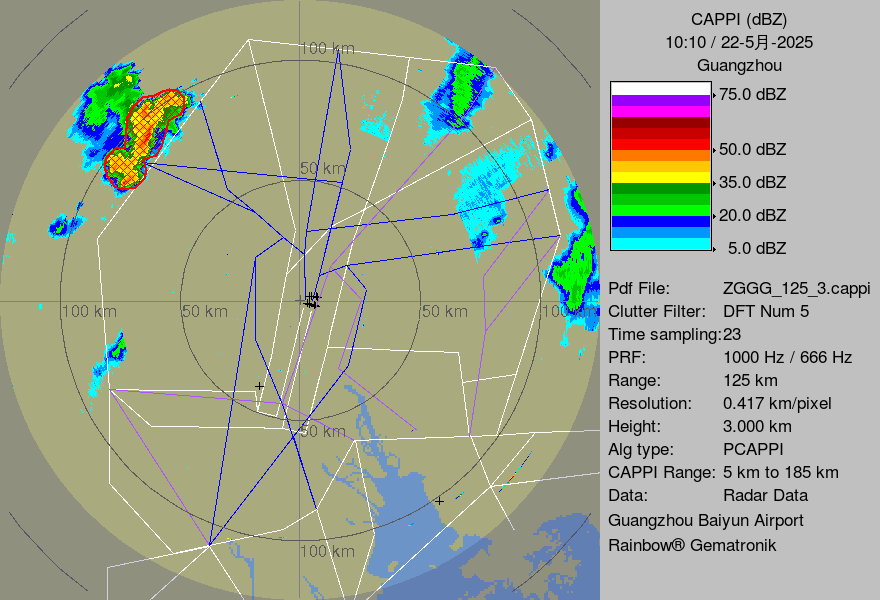 100 km
50 km
100 km
50 km
50 km
100 km
50 km
100 km
CAPPI (dBZ)
10:10 / 22-5月-2025
Guangzhou
75.0 dBZ
50.0 dBZ
35.0 dBZ
20.0 dBZ
5.0 dBZ
Pdf File: ZGGG_125_3.cappi
Clutter Filter: DFT Num 5
Time sampling:23
PRF: 1000 Hz / 666 Hz
Range: 125 km
Resolution: 0.417 km/pixel
Height: 3.000 km
Alg type: PCAPPI
CAPPI Range: 5 km to 185 km
Data: Radar Data
Guangzhou Baiyun Airport
Rainbow® Gematronik